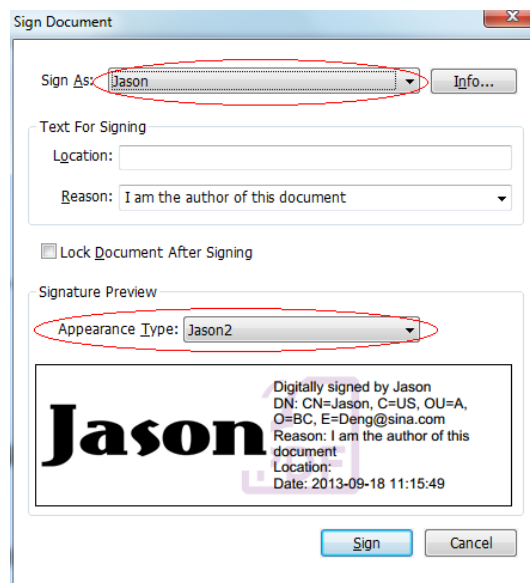 Sign Document
Sign As: Jason Info...
Text For Signing
Location:
Reason: I am the author of this document
Lock Document After Signing
Signature Preview
Appearance Type: Jason2
Jason
Digitally signed by Jason
DN: CN=Jason, C=US, OU=A,
O=BC, E=Deng@sina.com
Reason: I am the author of this
document
Location:
Date: 2013-09-18 11:15:49
Sign Cancel